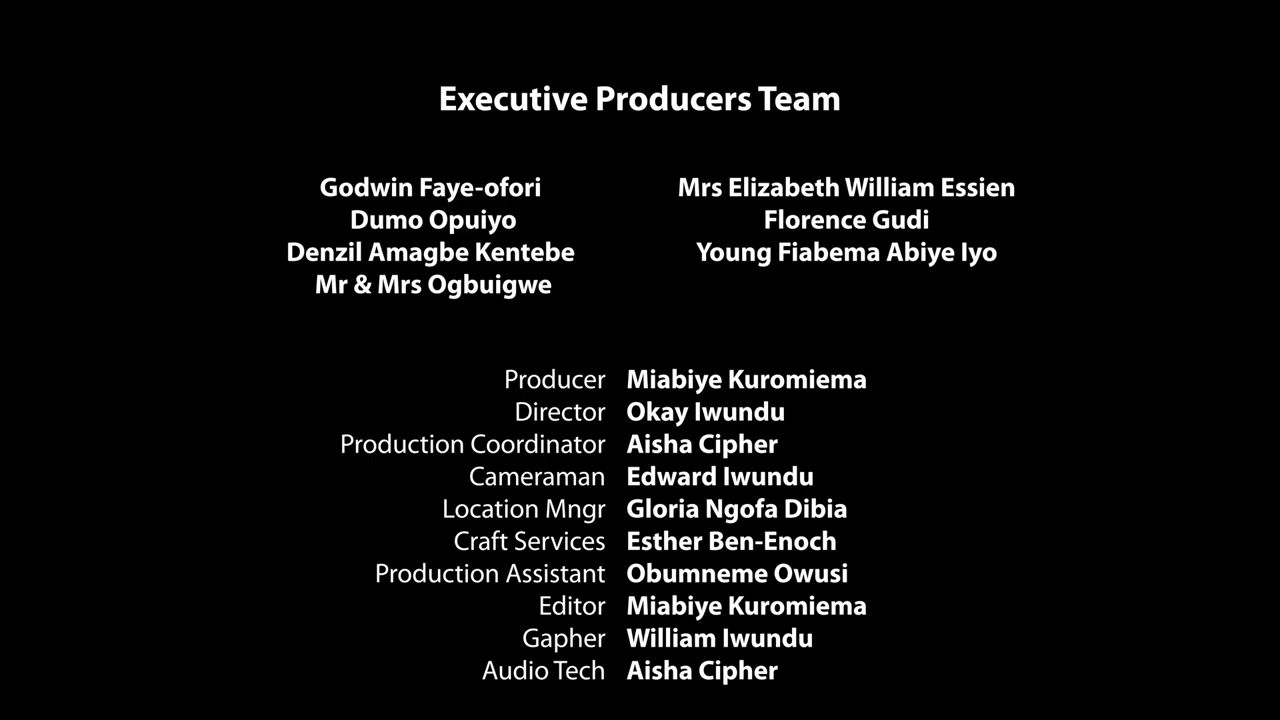 Executive Producers Team
Godwin Faye-ofori
Dumo Opuiyo
Denzil Amagbe Kentebe
Mr & Mrs Ogbuigwe
Mrs Elizabeth William Essien
Florence Gudi
Young Fiabema Abiye Iyo
Producer Miabiye Kuromiema
Director Okay Iwundu
Production Coordinator Aisha Cipher
Cameraman Edward Iwundu
Location Mngr Gloria Ngofa Dibia
Craft Services Esther Ben-Enoch
Production Assistant Obumneme Owusi
Editor Miabiye Kuromiema
Gapher William Iwundu
Audio Tech Aisha Cipher